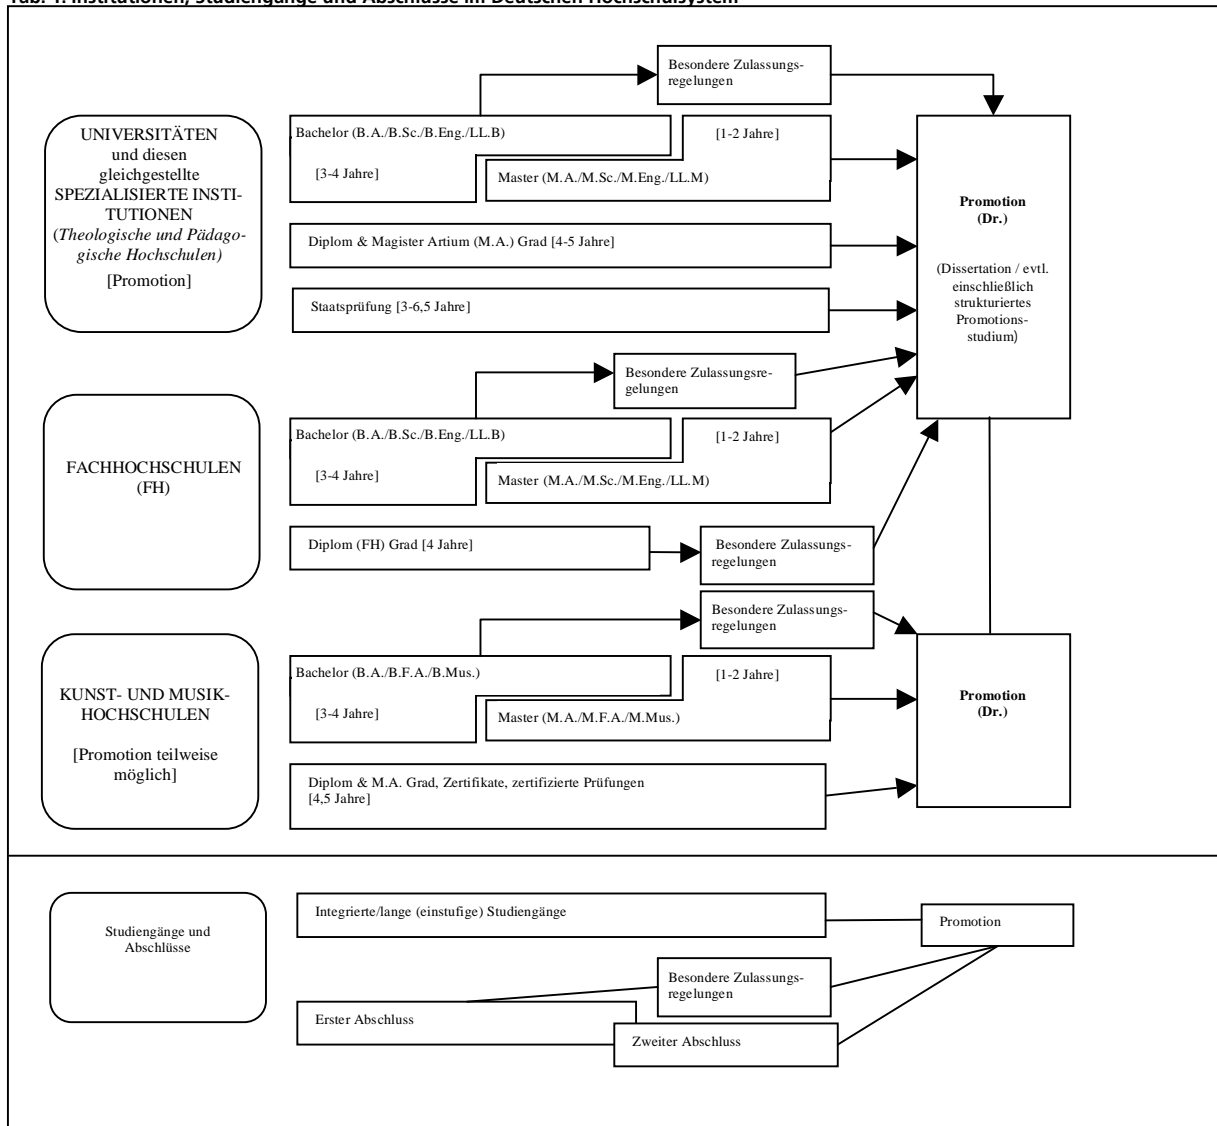 Tab. 1: Institutionen, Studiengänge und Abschlüsse im Deutschen Hochschulsystem
Besondere Zulassungs-
regelungen
UNIVERSITÄTEN
und diesen
gleichgestellte
SPEZIALISIERTE INSTI-
TUTIONEN
(Theologische und Pädago-
gische Hochschulen)
[Promotion]
Bachelor (B.A./B.Sc./B.Eng./LL.B)
[3-4 Jahre]
[1-2 Jahre]
Master (M.A./M.Sc./M.Eng./LL.M)
Diplom & Magister Artium (M.A.) Grad [4-5 Jahre]
Staatsprüfung [3-6,5 Jahre]
Promotion
(Dr.)
(Dissertation / evtl.
einschließlich
strukturiertes
Promotions-
studium)
Besondere Zulassungsre-
gelungen
FACHHOCHSCHULEN
(FH)
Bachelor (B.A./B.Sc./B.Eng./LL.B)
[3-4 Jahre]
[1-2 Jahre]
Master (M.A./M.Sc./M.Eng./LL.M)
Diplom (FH) Grad [4 Jahre]
Besondere Zulassungs-
regelungen
Besondere Zulassungs-
regelungen
KUNST- UND MUSIK-
HOCHSCHULEN
[Promotion teilweise
möglich]
Bachelor (B.A./B.F.A./B.Mus.)
[3-4 Jahre]
[1-2 Jahre]
Master (M.A./M.F.A./M.Mus.)
Diplom & M.A. Grad, Zertifikate, zertifizierte Prüfungen
[4,5 Jahre]
Promotion
(Dr.)
Studiengänge und
Abschlüsse
Integrierte/lange (einstufige) Studiengänge
Promotion
Besondere Zulassungs-
regelungen
Erster Abschluss
Zweiter Abschluss